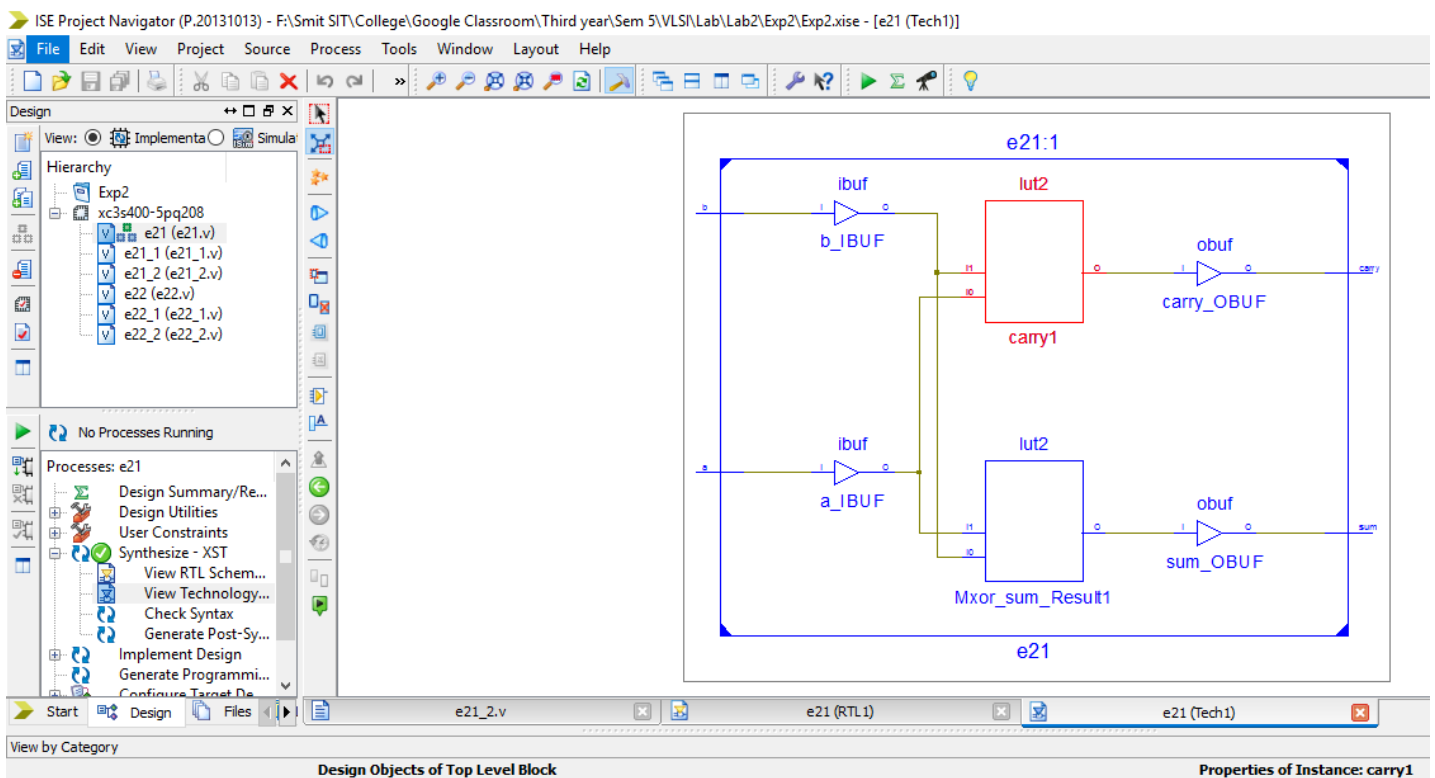 ISE Project Navigator (P.20131013) - F:\Smit SIT\College\Google Classroom\Third year\Sem 5\VLSI\Lab\Lab2\Exp2\Exp2.xise - [e21 (Tech1)]
File Edit View Project Source Process Tools Window Layout Help
»
Design
View: Implementa Simula
Hierarchy
Exp2
xc3s400-5pq208
e21 (e21.v)
e21_1 (e21_1.v)
e21_2 (e21_2.v)
e22 (e22.v)
e22_1 (e22_1.v)
e22_2 (e22_2.v)
No Processes Running
Processes: e21
Design Summary/Re...
Design Utilities
User Constraints
Synthesize - XST
View RTL Schem...
View Technology...
Check Syntax
Generate Post-Sy...
Implement Design
Generate Programmi...
Configure Target De
Start Design Files
e21:1
ibuf lut2
b I O
b_IBUF
obuf
I1 O I O carry
I0
carry_OBUF
carry1
ibuf lut2
a I O
a_IBUF
obuf
I1 O I O sum
I0
sum_OBUF
Mxor_sum_Result1
e21
e21_2.v e21 (RTL1) e21 (Tech1)
View by Category
Design Objects of Top Level Block Properties of Instance: carry1